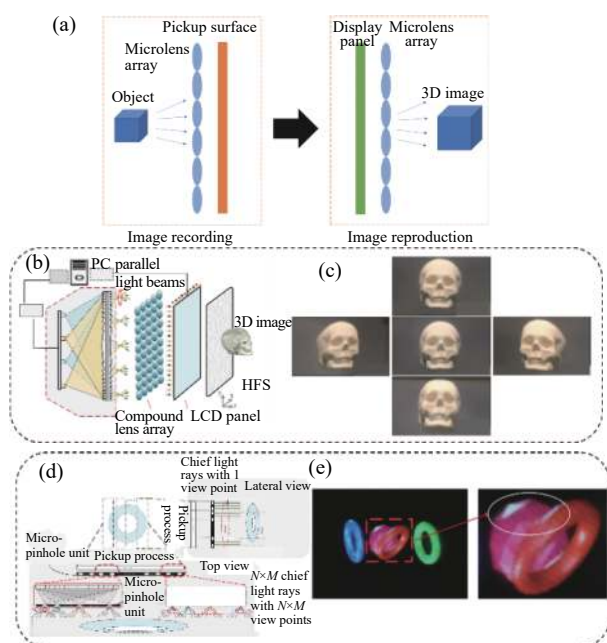 (a)
Pickup surface
Microlens
array
Object
Image recording
Display
panel
Microlens
array
3D image
Image reproduction
(b)
PC parallel
light beams
3D image
HFS
Compound
lens array
LCD panel
(c)
(d)
Chief light
rays with 1
view point
Lateral view
Pickup
process
Micro-
pinhole unit
Pickup process
Top view
Micro-
pinhole
unit
N×M chief
light rays
with N×M
view points
(e)